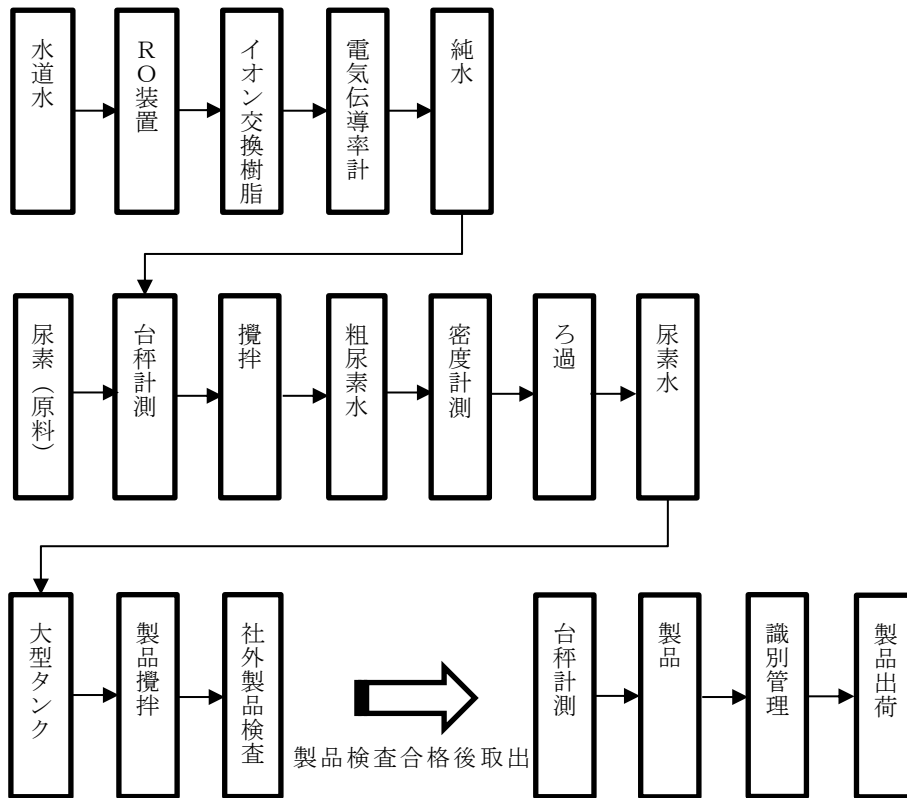 水道水
RO装置
イオン交換樹脂
電気伝導率計
純水
尿素（原料）
台秤計測
攪拌
粗尿素水
密度計測
ろ過
尿素水
大型タンク
製品攪拌
社外製品検査
製品検査合格後取出
台秤計測
製品
識別管理
製品出荷